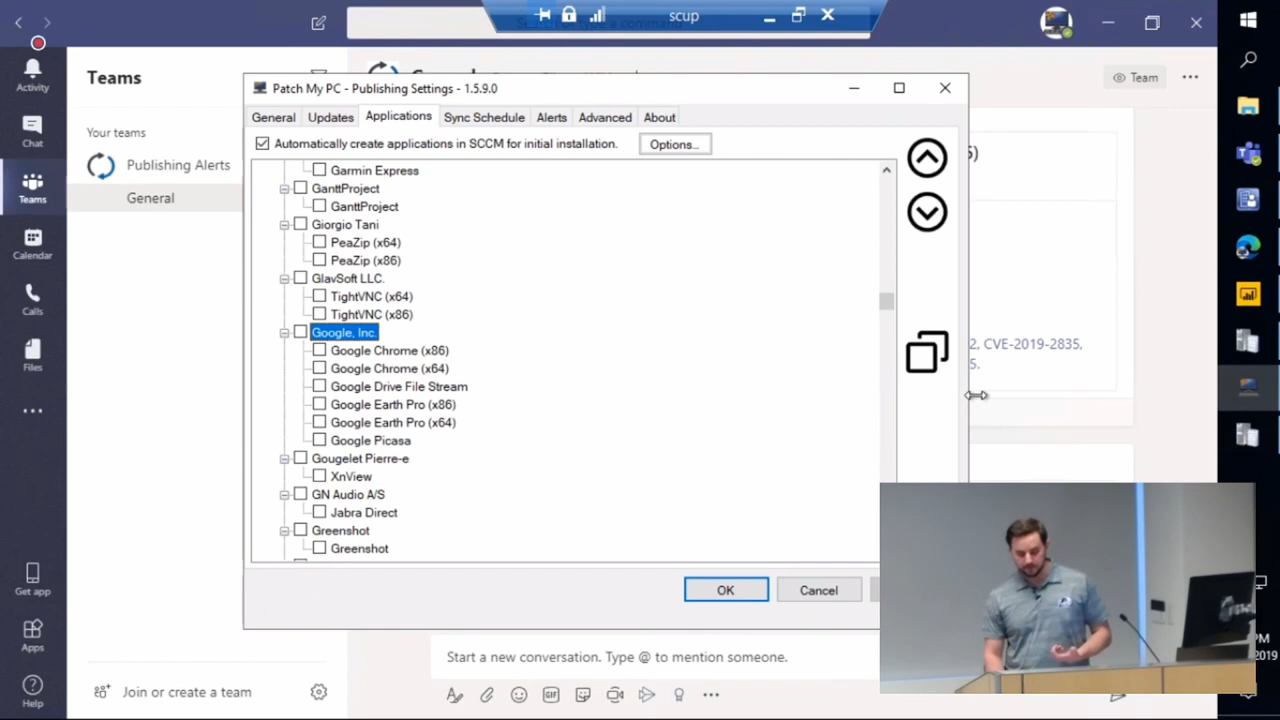 scup
Teams
Team
Patch My PC - Publishing Settings - 1.5.9.0
General
Updates
Applications
Sync Schedule
Alerts
Advanced
About
Automatically create applications in SCCM for initial installation.
Options...
Activity
Chat
Teams
Calendar
Calls
Files
Get app
Apps
Help
Your teams
Publishing Alerts
General
Join or create a team
Garmin Express
GanttProject
GanttProject
Giorgio Tani
PeaZip (x64)
PeaZip (x86)
GlavSoft LLC.
TightVNC (x64)
TightVNC (x86)
Google, Inc.
Google Chrome (x86)
Google Chrome (x64)
Google Drive File Stream
Google Earth Pro (x86)
Google Earth Pro (x64)
Google Picasa
Gougelet Pierre-e
XnView
GN Audio A/S
Jabra Direct
Greenshot
Greenshot
5)
2, CVE-2019-2835,
5.
OK
Cancel
Start a new conversation. Type @ to mention someone.
GIF
PM
2019